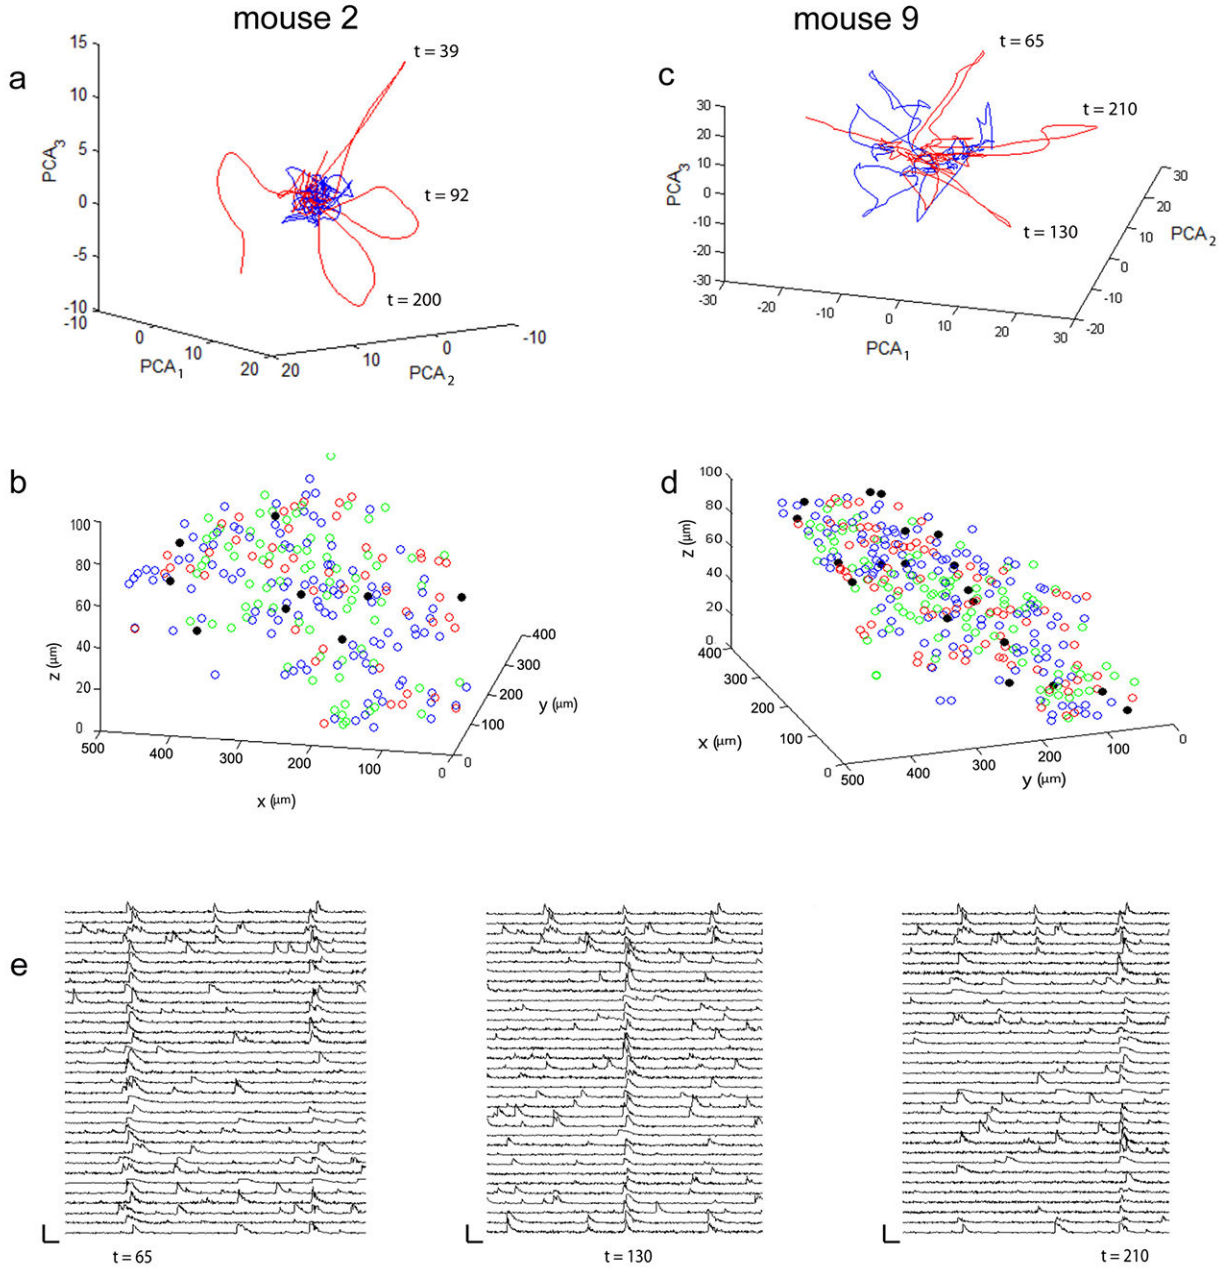 mouse 2
mouse 9
a
t = 39
t = 92
t = 200
15
10
5
0
-5
-10
PCA3
-10
0
10
20
PCA1
20
10
0
-10
PCA2
c
t = 65
t = 210
t = 130
30
20
10
0
-10
-20
-30
PCA3
-30
-20
-10
0
10
20
30
PCA1
30
20
10
0
-10
-20
PCA2
b
100
80
60
40
20
0
z (μm)
500
400
300
200
100
0
x (μm)
400
300
200
100
0
y (μm)
d
100
80
60
40
20
0
z (μm)
400
300
200
100
0
x (μm)
500
400
300
200
100
0
y (μm)
e
t = 65
t = 130
t = 210